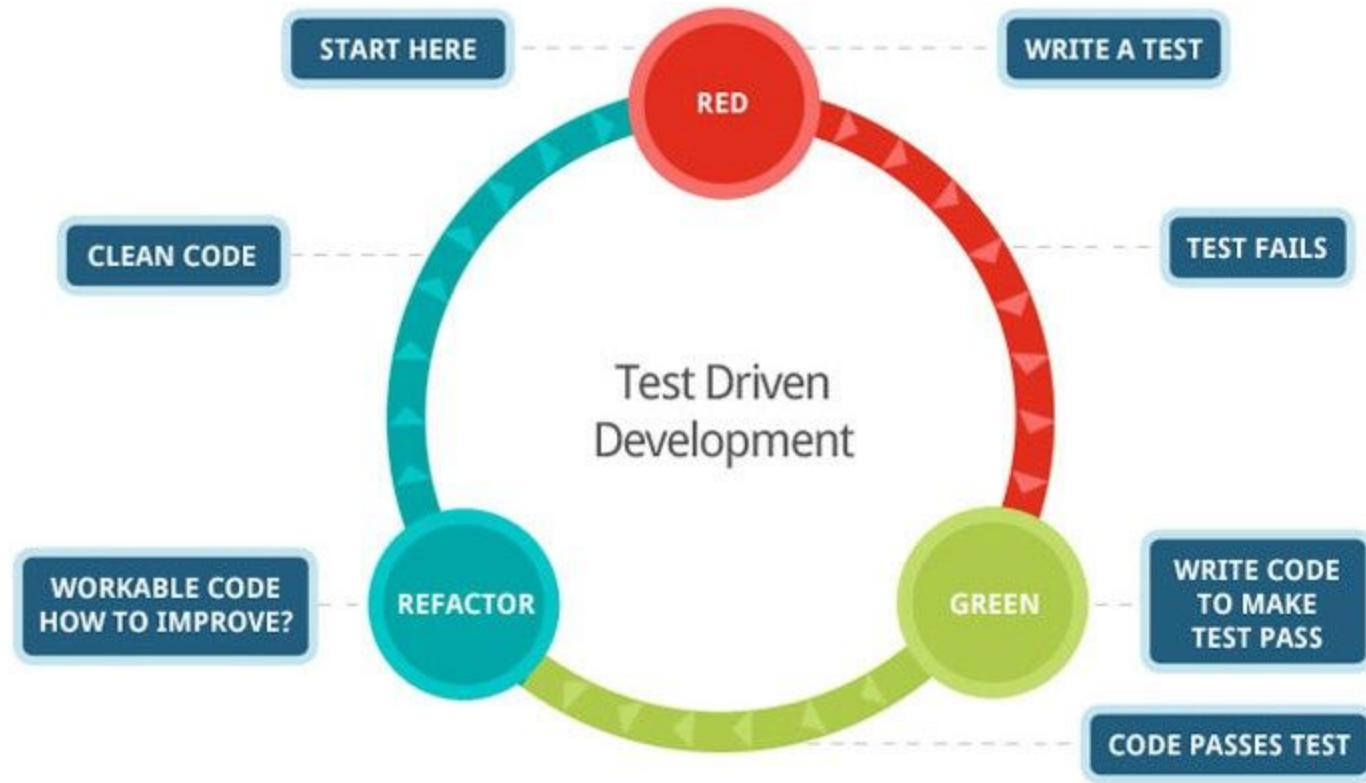 START HERE
RED
WRITE A TEST
CLEAN CODE
TEST FAILS
Test Driven
Development
WORKABLE CODE
HOW TO IMPROVE?
REFACTOR
GREEN
WRITE CODE
TO MAKE
TEST PASS
CODE PASSES TEST